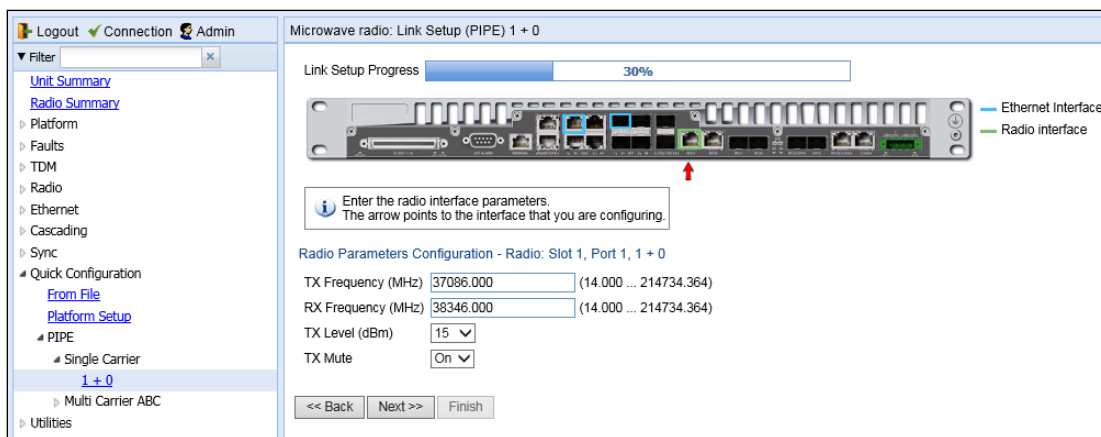 Logout Connection Admin
Filter
Unit Summary
Radio Summary
Platform
Faults
TDM
Radio
Ethernet
Cascading
Sync
Quick Configuration
From File
Platform Setup
PIPE
Single Carrier
1 + 0
Multi Carrier ABC
Utilities
Microwave radio: Link Setup (PIPE) 1 + 0
Link Setup Progress 30%
Ethernet Interface
Radio interface
Enter the radio interface parameters.
The arrow points to the interface that you are configuring.
Radio Parameters Configuration - Radio: Slot 1, Port 1, 1 + 0
TX Frequency (MHz) 37086.000 (14.000 ... 214734.364)
RX Frequency (MHz) 38346.000 (14.000 ... 214734.364)
TX Level (dBm) 15
TX Mute On
<< Back Next >> Finish